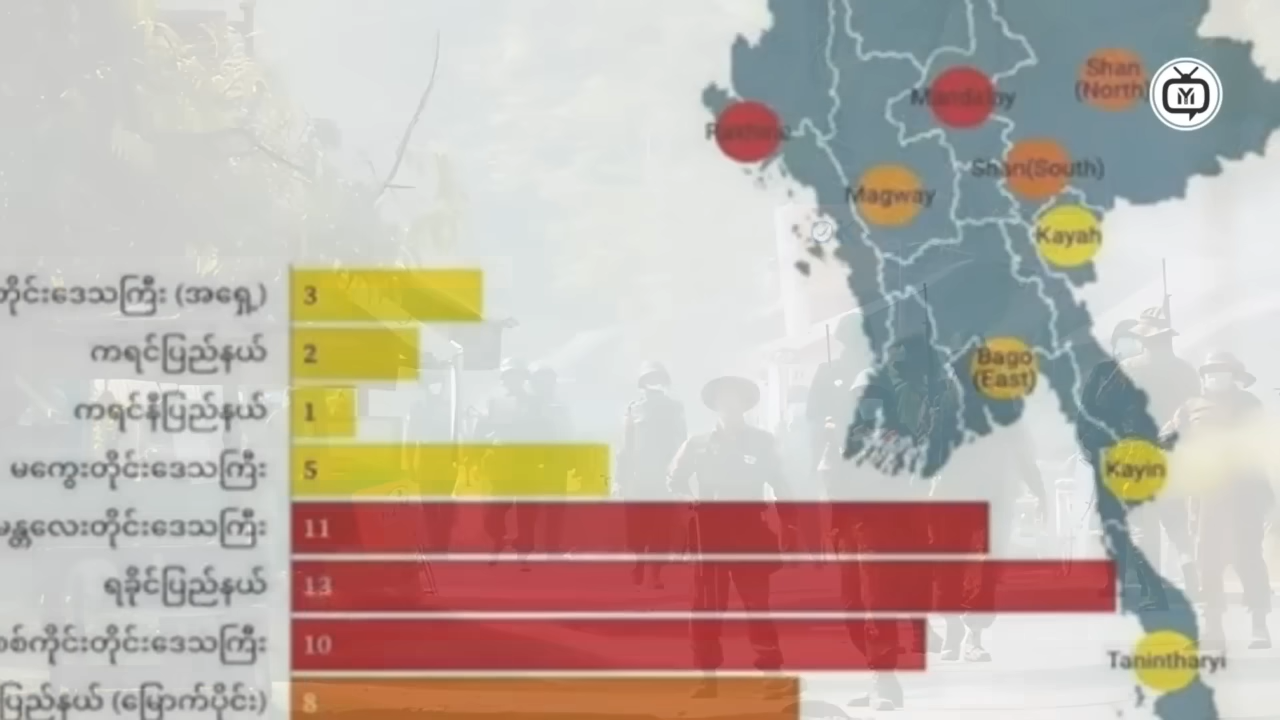 Shan
(North)
Mandalay
Rakhine
Shan(South)
Magway
Kayah
တိုင်းဒေသကြီး (အရှေ့)
3
ကရင်ပြည်နယ်
2
Bago
(East)
ကရင်နီပြည်နယ်
1
မကွေးတိုင်းဒေသကြီး
5
Kayin
မန္တလေးတိုင်းဒေသကြီး
11
ရခိုင်ပြည်နယ်
13
စစ်ကိုင်းတိုင်းဒေသကြီး
10
Tanintharyi
ပြည်နယ် (မြောက်ပိုင်း)
8